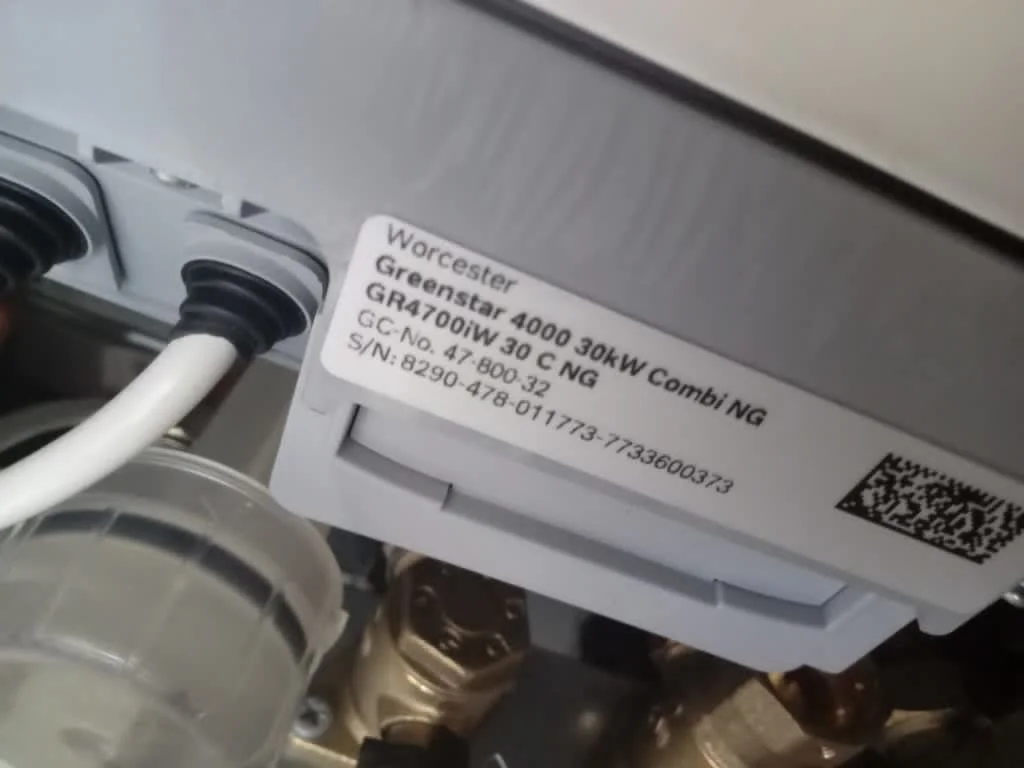 Worcester
Greenstar 4000 30kW Combi NG
GR4700iW 30 C NG
GC-No. 47-800-32
S/N: 8290-478-011773-7733600373